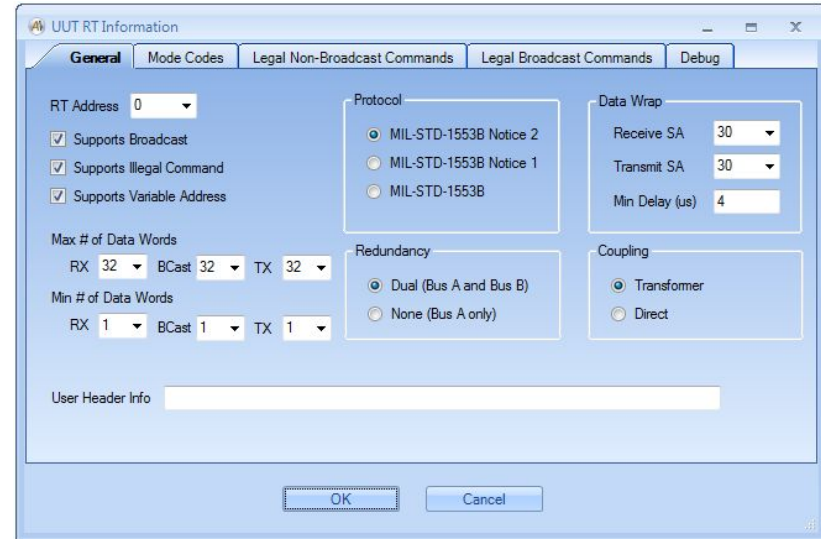 UUT RT Information
General Mode Codes Legal Non-Broadcast Commands Legal Broadcast Commands Debug
RT Address 0
Supports Broadcast
Supports Illegal Command
Supports Variable Address
Max # of Data Words
RX 32 BCast 32 TX 32
Min # of Data Words
RX 1 BCast 1 TX 1
Protocol
MIL-STD-1553B Notice 2
MIL-STD-1553B Notice 1
MIL-STD-1553B
Redundancy
Dual (Bus A and Bus B)
None (Bus A only)
Data Wrap
Receive SA 30
Transmit SA 30
Min Delay (us) 4
Coupling
Transformer
Direct
User Header Info
OK Cancel